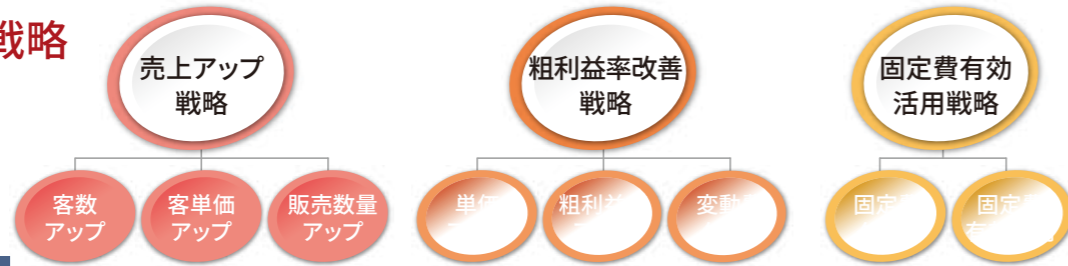 戦略
売上アップ
戦略
粗利益率改善
戦略
固定費有効
活用戦略
客数
アップ
客単価
アップ
販売数量
アップ
単価
粗利益
変動
固定
固定